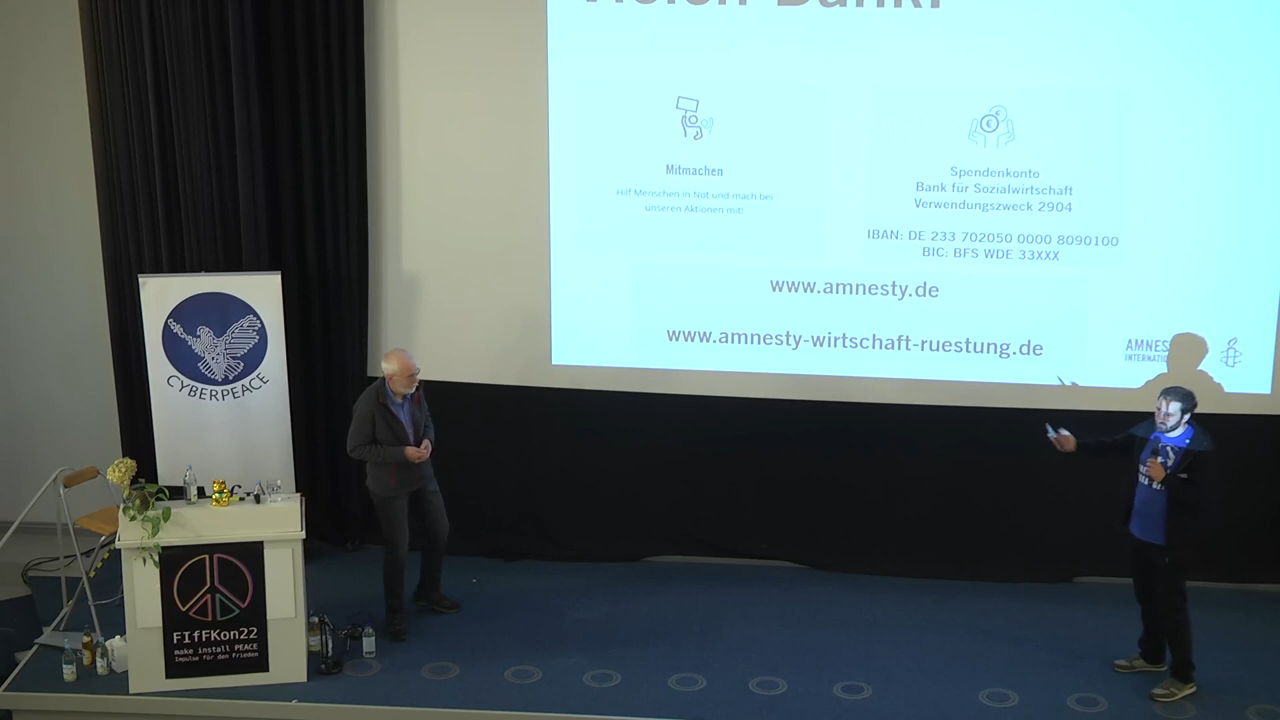 Mitmachen
Hilf Menschen in Not und mach bei
unseren Aktionen mit!
Spendenkonto
Bank für Sozialwirtschaft
Verwendungszweck 2904
IBAN: DE 233 702050 0000 8090100
BIC: BFS WDE 33XXX
www.amnesty.de
www.amnesty-wirtschaft-ruestung.de
CYBERPEACE
FIfFKon22
make install PEACE
Impulse für den Frieden